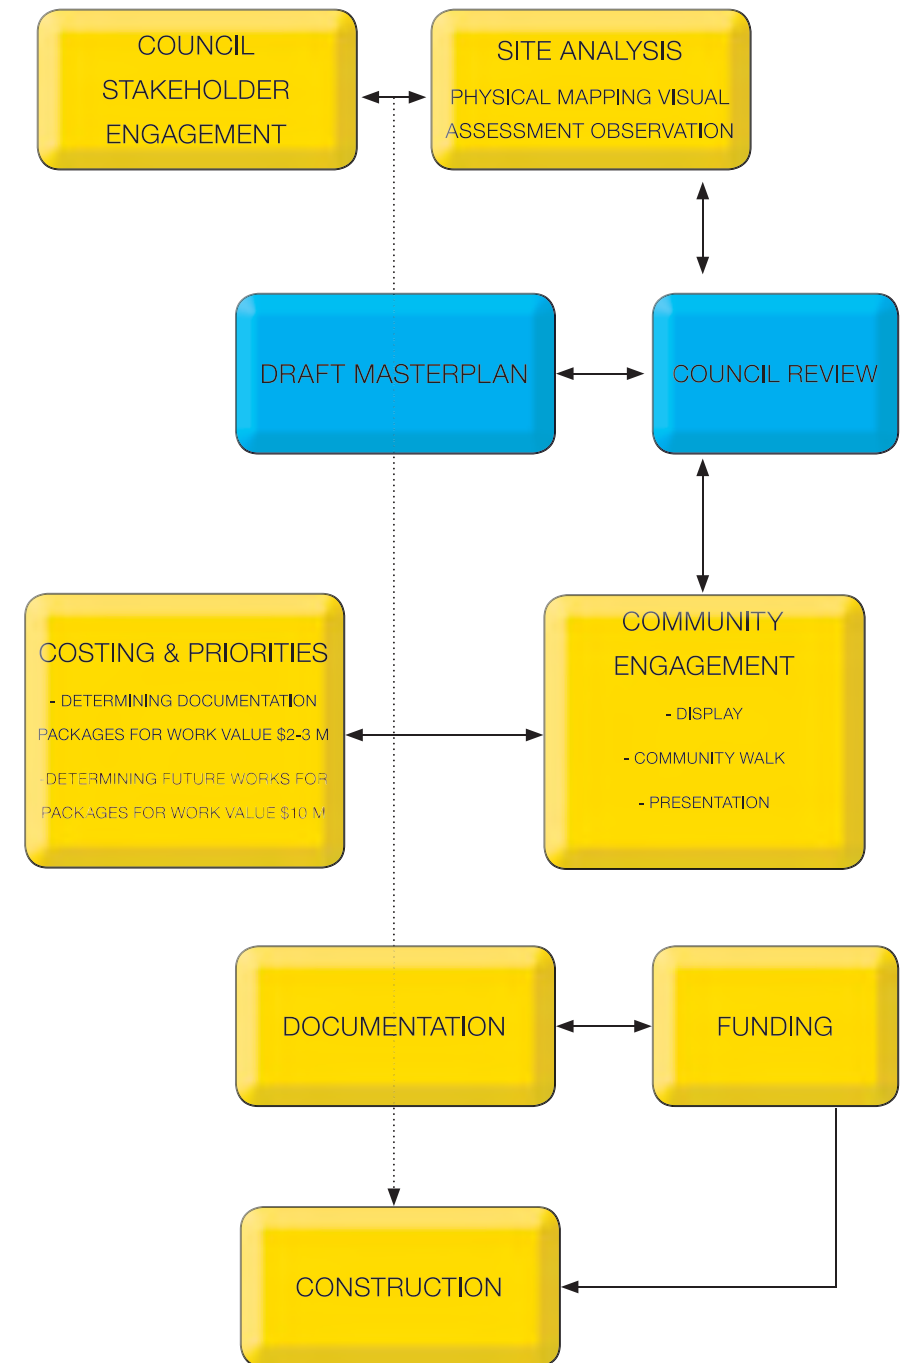 COUNCIL
STAKEHOLDER
ENGAGEMENT
SITE ANALYSIS
PHYSICAL MAPPING VISUAL
ASSESSMENT OBSERVATION
DRAFT MASTERPLAN
COUNCIL REVIEW
COSTING & PRIORITIES
- DETERMINING DOCUMENTATION
PACKAGES FOR WORK VALUE $2-3 M
-DETERMINING FUTURE WORKS FOR
PACKAGES FOR WORK VALUE $10 M
COMMUNITY
ENGAGEMENT
- DISPLAY
- COMMUNITY WALK
- PRESENTATION
DOCUMENTATION
FUNDING
CONSTRUCTION